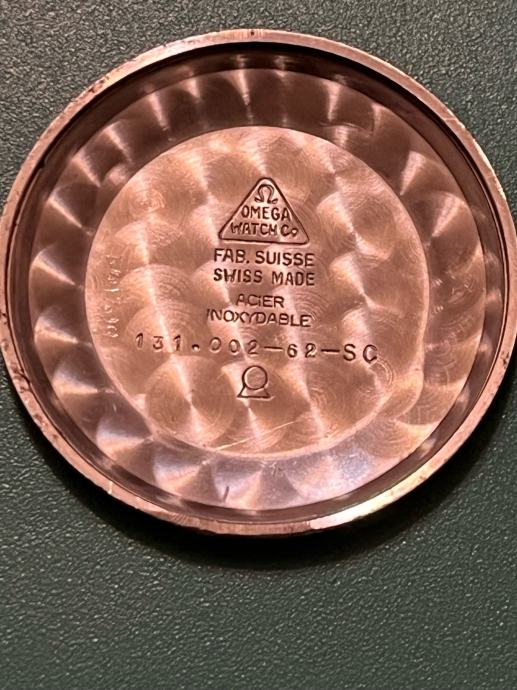 Ω
OMEGA
WATCH Co
FAB. SUISSE
SWISS MADE
ACIER
INOXYDABLE
131.002-62-SC